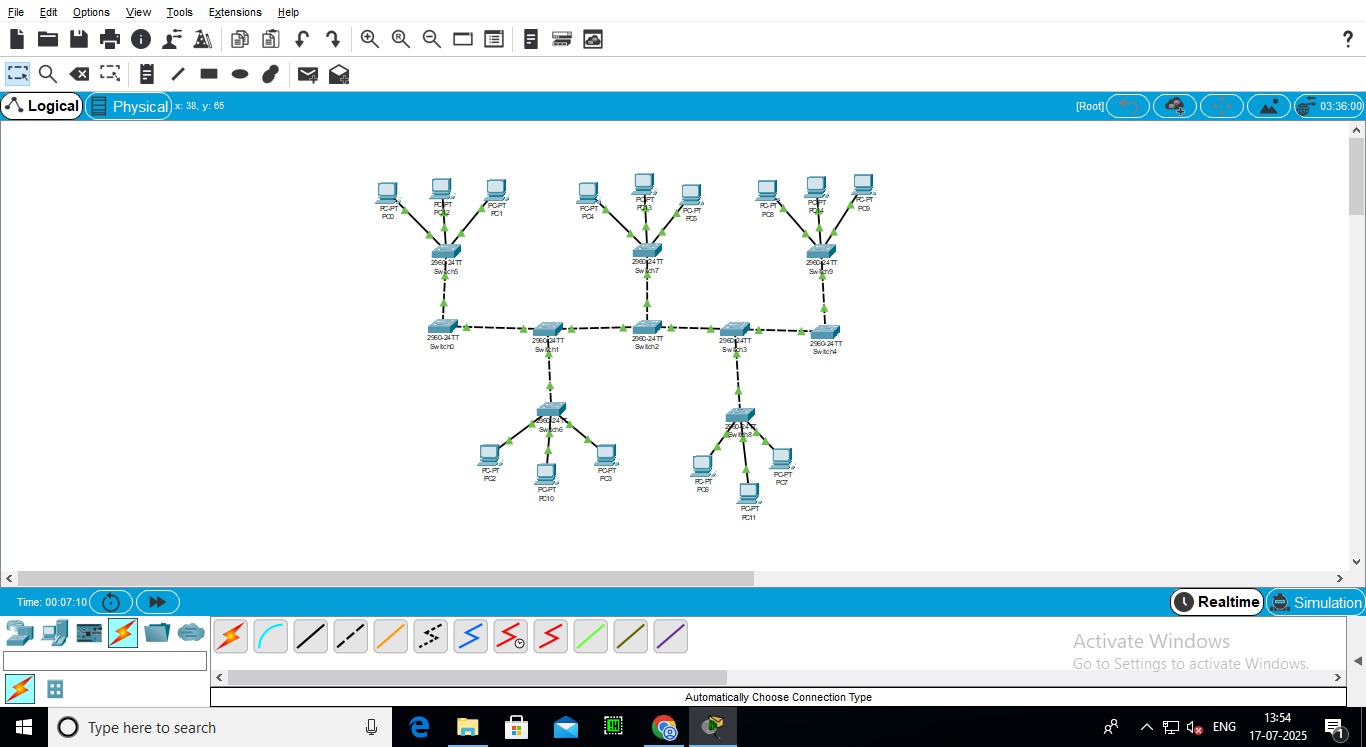 File Edit Options View Tools Extensions Help
?
Logical Physical x: 38, y: 65 [Root] 03:36:00
PC-PT PC0
PC-PT PC12
PC-PT PC1
PC-PT PC4
PC-PT PC13
PC-PT PC5
PC-PT PC8
PC-PT PC14
PC-PT PC9
2960-24TT Switch5
2960-24TT Switch7
2960-24TT Switch9
2960-24TT Switch0
2960-24TT Switch1
2960-24TT Switch2
2960-24TT Switch3
2960-24TT Switch4
2960-24TT Switch6
2960-24TT Switch8
PC-PT PC2
PC-PT PC10
PC-PT PC3
PC-PT PC6
PC-PT PC11
PC-PT PC7
Time: 00:07:10 Realtime Simulation
Activate Windows
Go to Settings to activate Windows.
Automatically Choose Connection Type
Type here to search ENG 13:54
17-07-2025 1